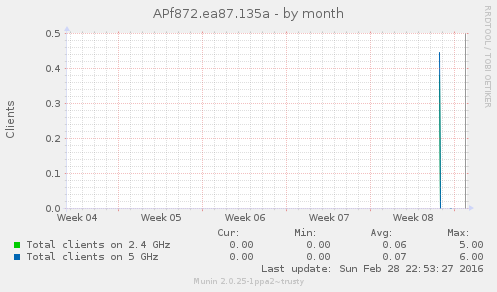 APf872.ea87.135a - by month
RRDTOOL / TOBI OETIKER
Clients
0.5
0.4
0.3
0.2
0.1
0.0
Week 04 Week 05 Week 06 Week 07 Week 08
Cur: Min: Avg: Max:
Total clients on 2.4 GHz 0.00 0.00 0.06 5.00
Total clients on 5 GHz 0.00 0.00 0.07 6.00
Last update: Sun Feb 28 22:53:27 2016
Munin 2.0.25-1ppa2~trusty